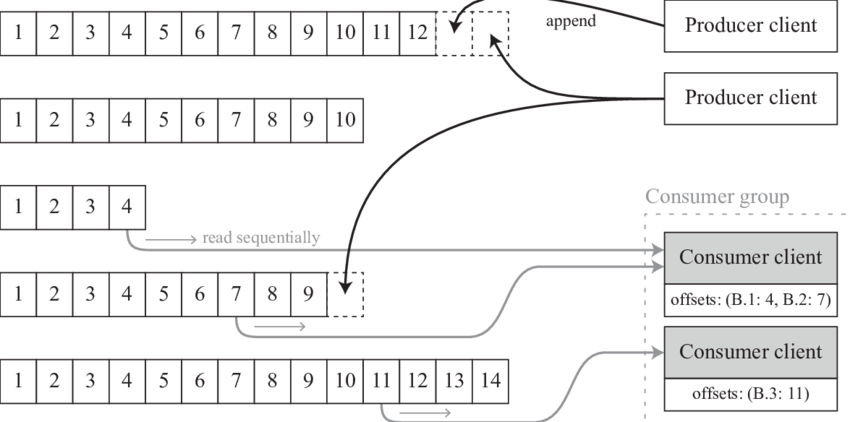 1 2 3 4 5 6 7 8 9 10 11 12
append
Producer client
Producer client
1 2 3 4 5 6 7 8 9 10
Consumer group
1 2 3 4
read sequentially
Consumer client
offsets: (B.1: 4, B.2: 7)
1 2 3 4 5 6 7 8 9
Consumer client
offsets: (B.3: 11)
1 2 3 4 5 6 7 8 9 10 11 12 13 14